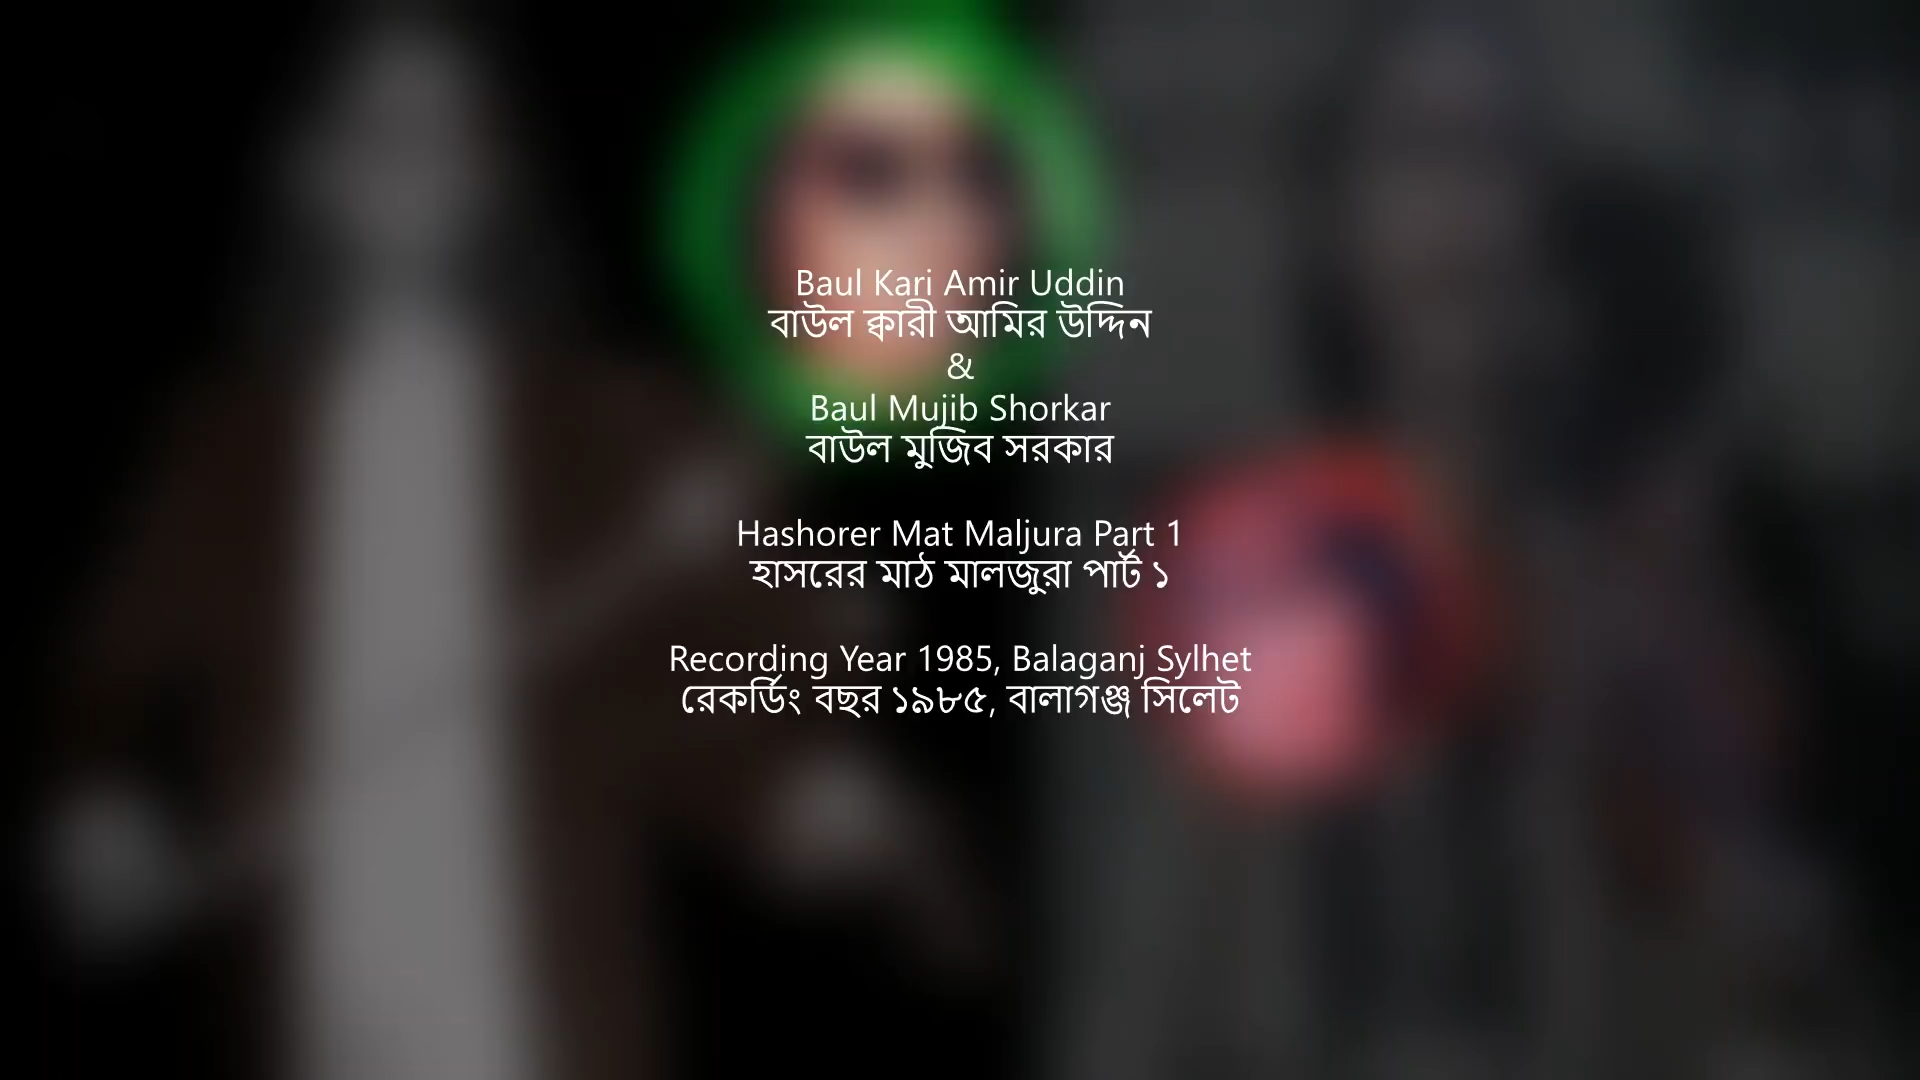 Baul Kari Amir Uddin
বাউল ক্বারী আমির উদ্দিন
&
Baul Mujib Shorkar
বাউল মুজিব সরকার
Hashorer Mat Maljura Part 1
হাসরের মাঠ মালজুরা পার্ট ১
Recording Year 1985, Balaganj Sylhet
রেকর্ডিং বছর ১৯৮৫, বালাগঞ্জ সিলেট